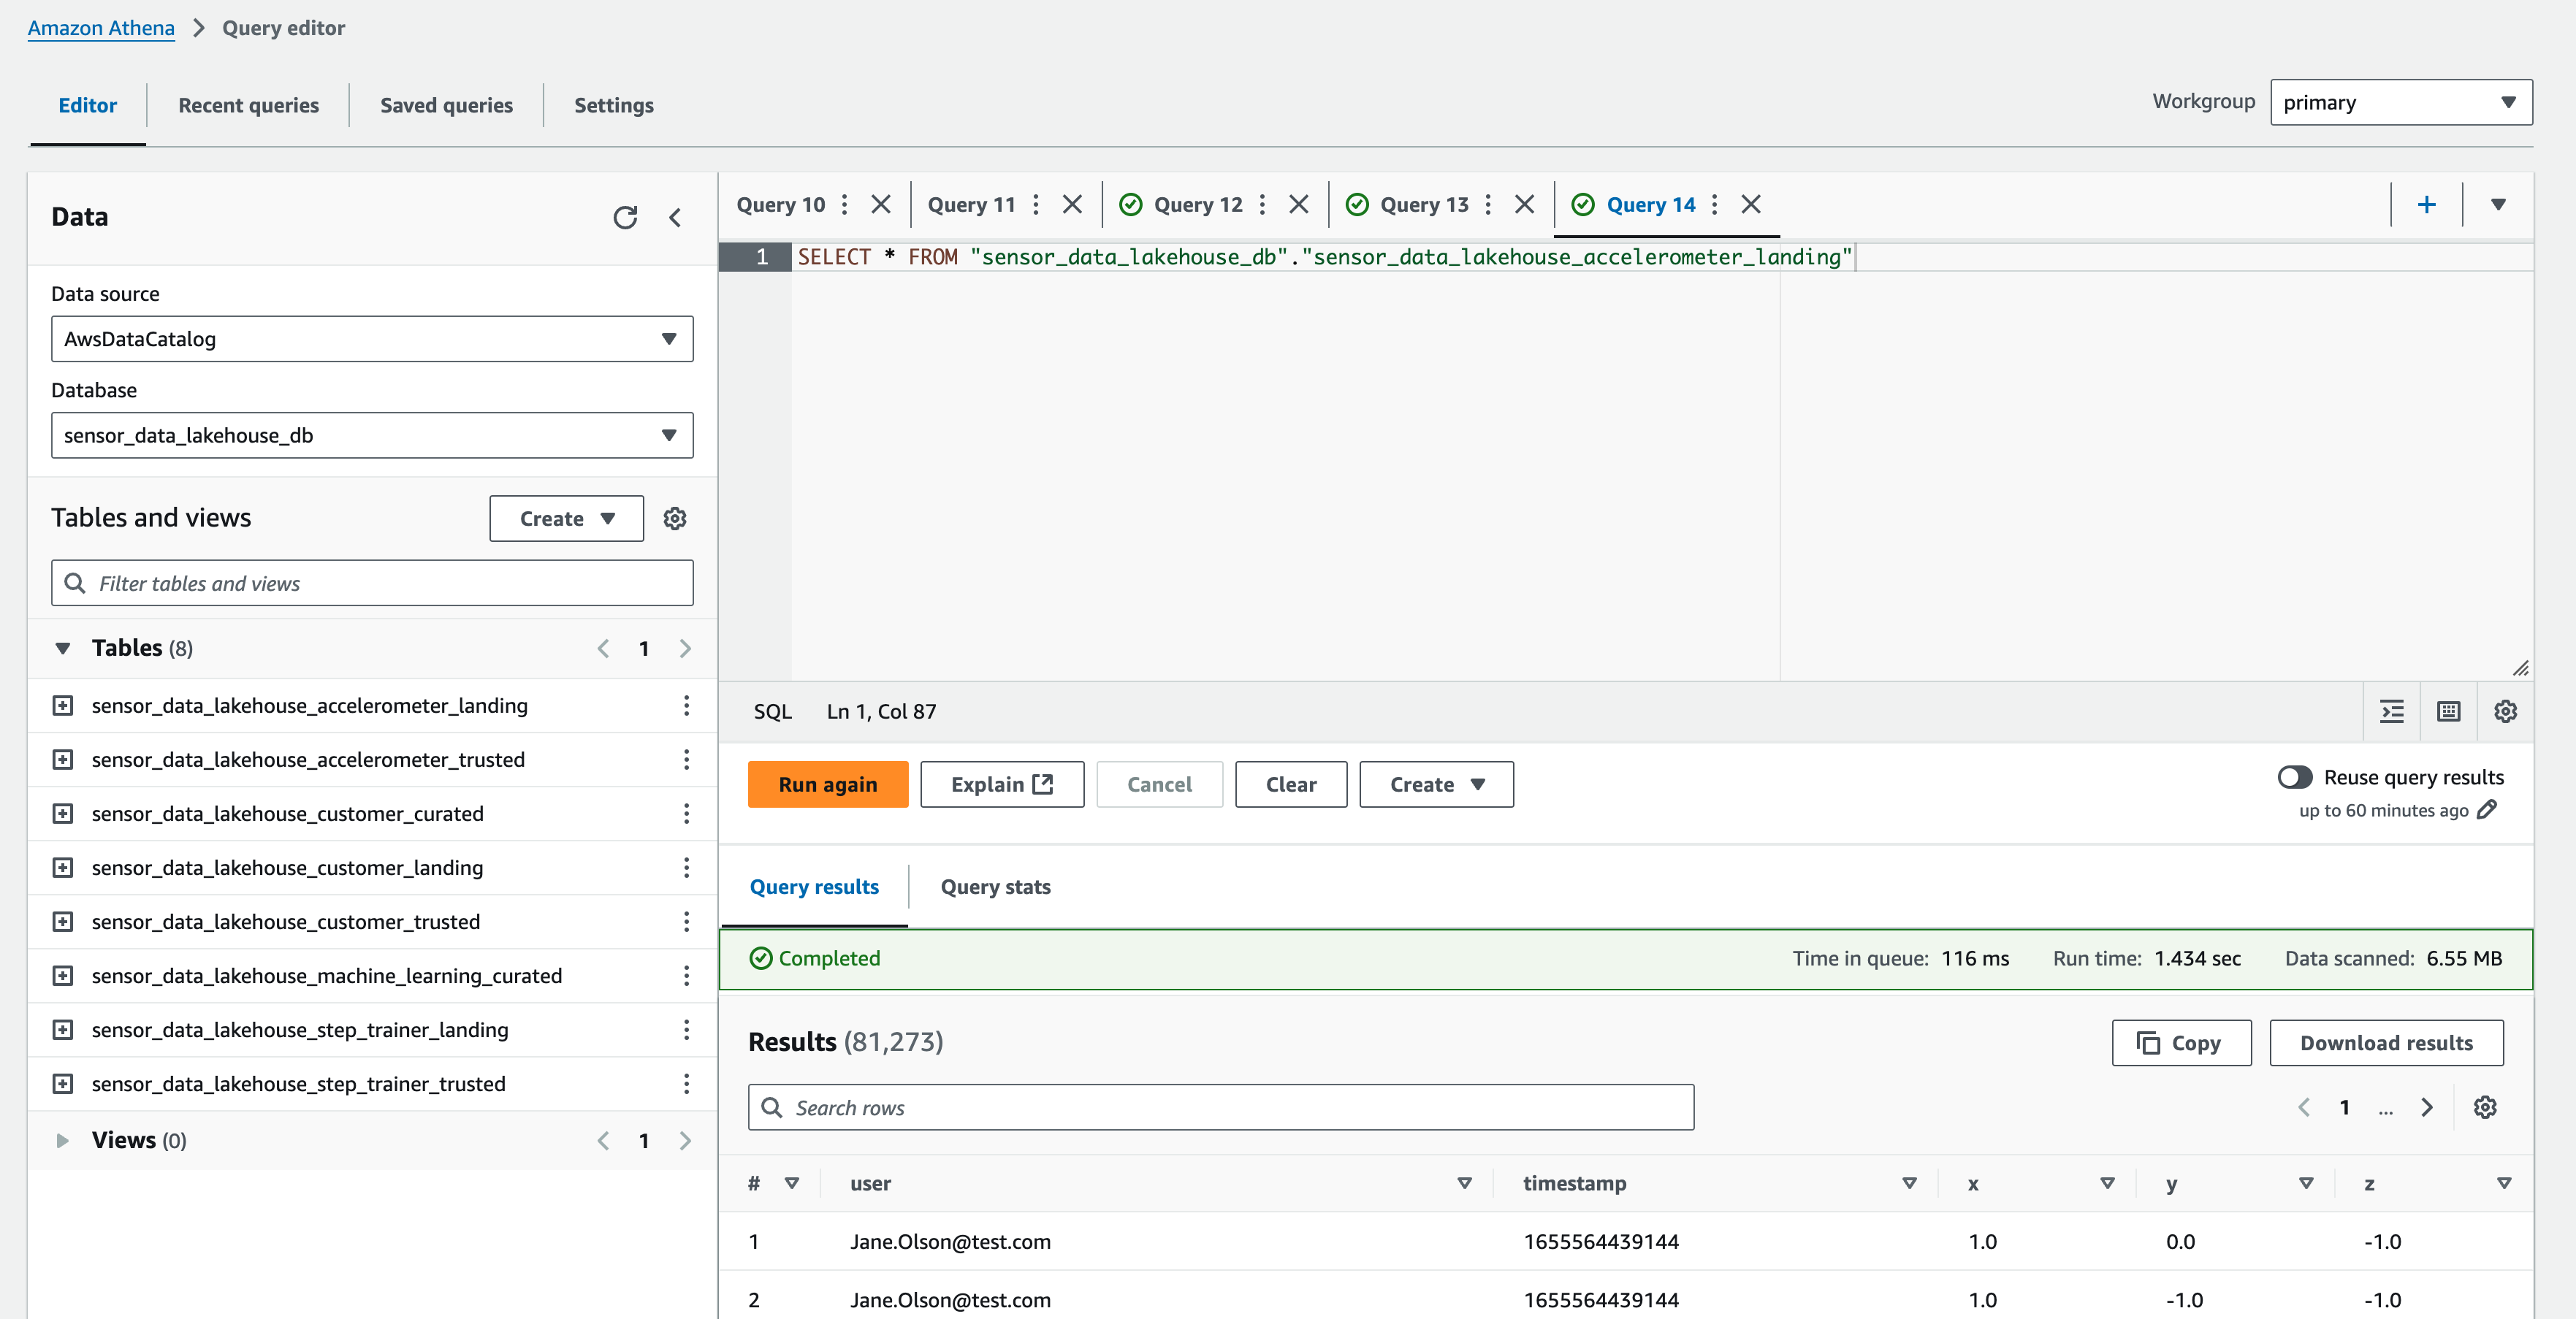 Amazon Athena > Query editor
Editor Recent queries Saved queries Settings
Workgroup primary
Data
Data source
AwsDataCatalog
Database
sensor_data_lakehouse_db
Tables and views Create
Filter tables and views
Tables (8) < 1 >
sensor_data_lakehouse_accelerometer_landing
sensor_data_lakehouse_accelerometer_trusted
sensor_data_lakehouse_customer_curated
sensor_data_lakehouse_customer_landing
sensor_data_lakehouse_customer_trusted
sensor_data_lakehouse_machine_learning_curated
sensor_data_lakehouse_step_trainer_landing
sensor_data_lakehouse_step_trainer_trusted
Views (0) < 1 >
Query 10 Query 11 Query 12 Query 13 Query 14
1 SELECT * FROM "sensor_data_lakehouse_db"."sensor_data_lakehouse_accelerometer_landing"
SQL Ln 1, Col 87
Run again Explain Cancel Clear Create
Reuse query results
up to 60 minutes ago
Query results Query stats
Completed Time in queue: 116 ms Run time: 1.434 sec Data scanned: 6.55 MB
Results (81,273) Copy Download results
Search rows < 1 ... >
# user timestamp x y z
1 Jane.Olson@test.com 1655564439144 1.0 0.0 -1.0
2 Jane.Olson@test.com 1655564439144 1.0 -1.0 -1.0